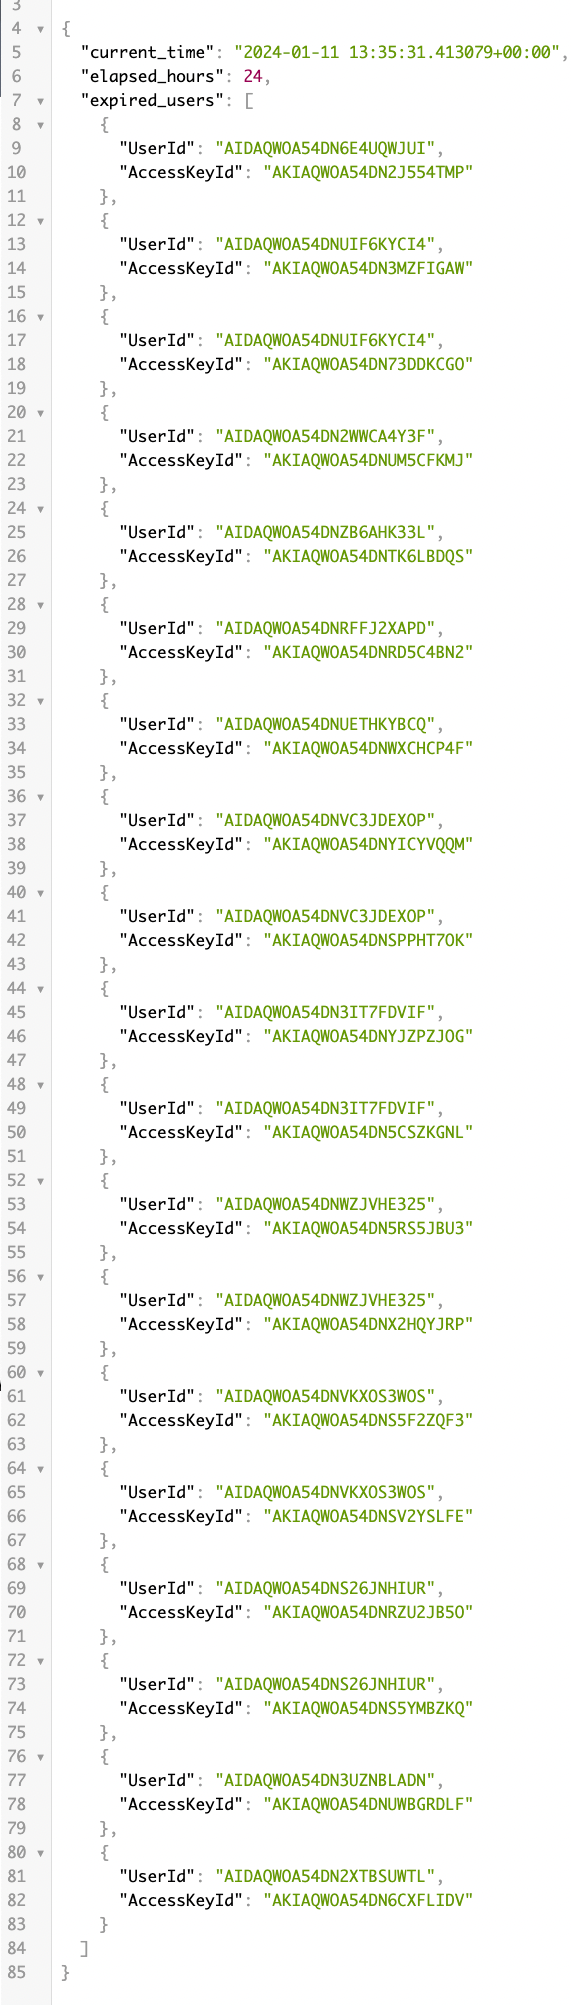 3
4 ▾ {
5 "current_time": "2024-01-11 13:35:31.413079+00:00",
6 "elapsed_hours": 24,
7 ▾ "expired_users": [
8 ▾ {
9 "UserId": "AIDAQWOA54DN6E4UQWJUI",
10 "AccessKeyId": "AKIAQWOA54DN2J554TMP"
11 },
12 ▾ {
13 "UserId": "AIDAQWOA54DNUIF6KYCI4",
14 "AccessKeyId": "AKIAQWOA54DN3MZFIGAW"
15 },
16 ▾ {
17 "UserId": "AIDAQWOA54DNUIF6KYCI4",
18 "AccessKeyId": "AKIAQWOA54DN73DDKCGO"
19 },
20 ▾ {
21 "UserId": "AIDAQWOA54DN2WWCA4Y3F",
22 "AccessKeyId": "AKIAQWOA54DNUM5CFKMJ"
23 },
24 ▾ {
25 "UserId": "AIDAQWOA54DNZB6AHK33L",
26 "AccessKeyId": "AKIAQWOA54DNTK6LBDQS"
27 },
28 ▾ {
29 "UserId": "AIDAQWOA54DNRFFJ2XAPD",
30 "AccessKeyId": "AKIAQWOA54DNRD5C4BN2"
31 },
32 ▾ {
33 "UserId": "AIDAQWOA54DNUETHKYBCQ",
34 "AccessKeyId": "AKIAQWOA54DNWXCHCP4F"
35 },
36 ▾ {
37 "UserId": "AIDAQWOA54DNVC3JDEXOP",
38 "AccessKeyId": "AKIAQWOA54DNYICYVQQM"
39 },
40 ▾ {
41 "UserId": "AIDAQWOA54DNVC3JDEXOP",
42 "AccessKeyId": "AKIAQWOA54DNSPPHT7OK"
43 },
44 ▾ {
45 "UserId": "AIDAQWOA54DN3IT7FDVIF",
46 "AccessKeyId": "AKIAQWOA54DNYJZPZJOG"
47 },
48 ▾ {
49 "UserId": "AIDAQWOA54DN3IT7FDVIF",
50 "AccessKeyId": "AKIAQWOA54DN5CSZKGNL"
51 },
52 ▾ {
53 "UserId": "AIDAQWOA54DNWZJVHE325",
54 "AccessKeyId": "AKIAQWOA54DN5RS5JBU3"
55 },
56 ▾ {
57 "UserId": "AIDAQWOA54DNWZJVHE325",
58 "AccessKeyId": "AKIAQWOA54DNX2HQYJRP"
59 },
60 ▾ {
61 "UserId": "AIDAQWOA54DNVKXOS3WOS",
62 "AccessKeyId": "AKIAQWOA54DNS5F2ZQF3"
63 },
64 ▾ {
65 "UserId": "AIDAQWOA54DNVKXOS3WOS",
66 "AccessKeyId": "AKIAQWOA54DNSV2YSLFE"
67 },
68 ▾ {
69 "UserId": "AIDAQWOA54DNS26JNHIUR",
70 "AccessKeyId": "AKIAQWOA54DNRZU2JB5O"
71 },
72 ▾ {
73 "UserId": "AIDAQWOA54DNS26JNHIUR",
74 "AccessKeyId": "AKIAQWOA54DNS5YMBZKQ"
75 },
76 ▾ {
77 "UserId": "AIDAQWOA54DN3UZNBLADN",
78 "AccessKeyId": "AKIAQWOA54DNUWBGRDLF"
79 },
80 ▾ {
81 "UserId": "AIDAQWOA54DN2XTBSUWTL",
82 "AccessKeyId": "AKIAQWOA54DN6CXFLIDV"
83 }
84 ]
85 }